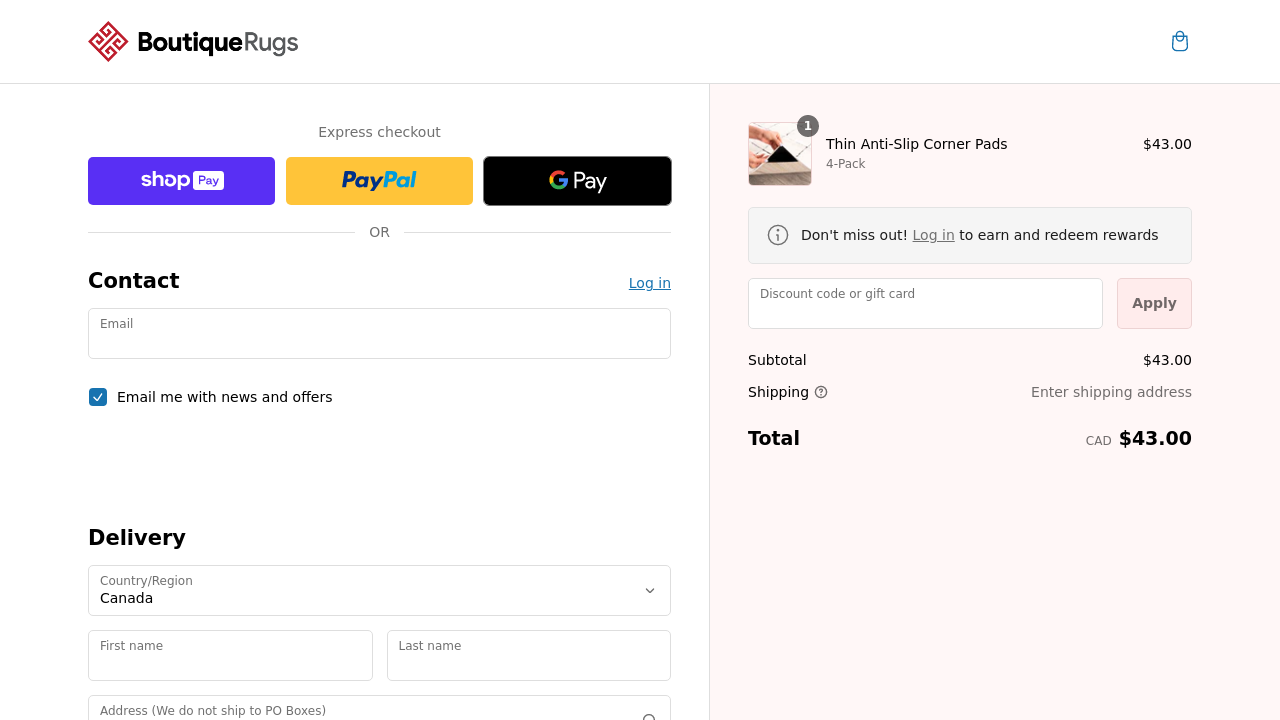 BoutiqueRugs
Express checkout
shop Pay
PayPal
G Pay
OR
Contact
Log in
Email
Email me with news and offers
Delivery
Country/Region
Canada
First name
Last name
Address (We do not ship to PO Boxes)
1
Thin Anti-Slip Corner Pads
$43.00
4-Pack
Don't miss out! Log in to earn and redeem rewards
Discount code or gift card
Apply
Subtotal
$43.00
Shipping
Enter shipping address
Total
CAD $43.00